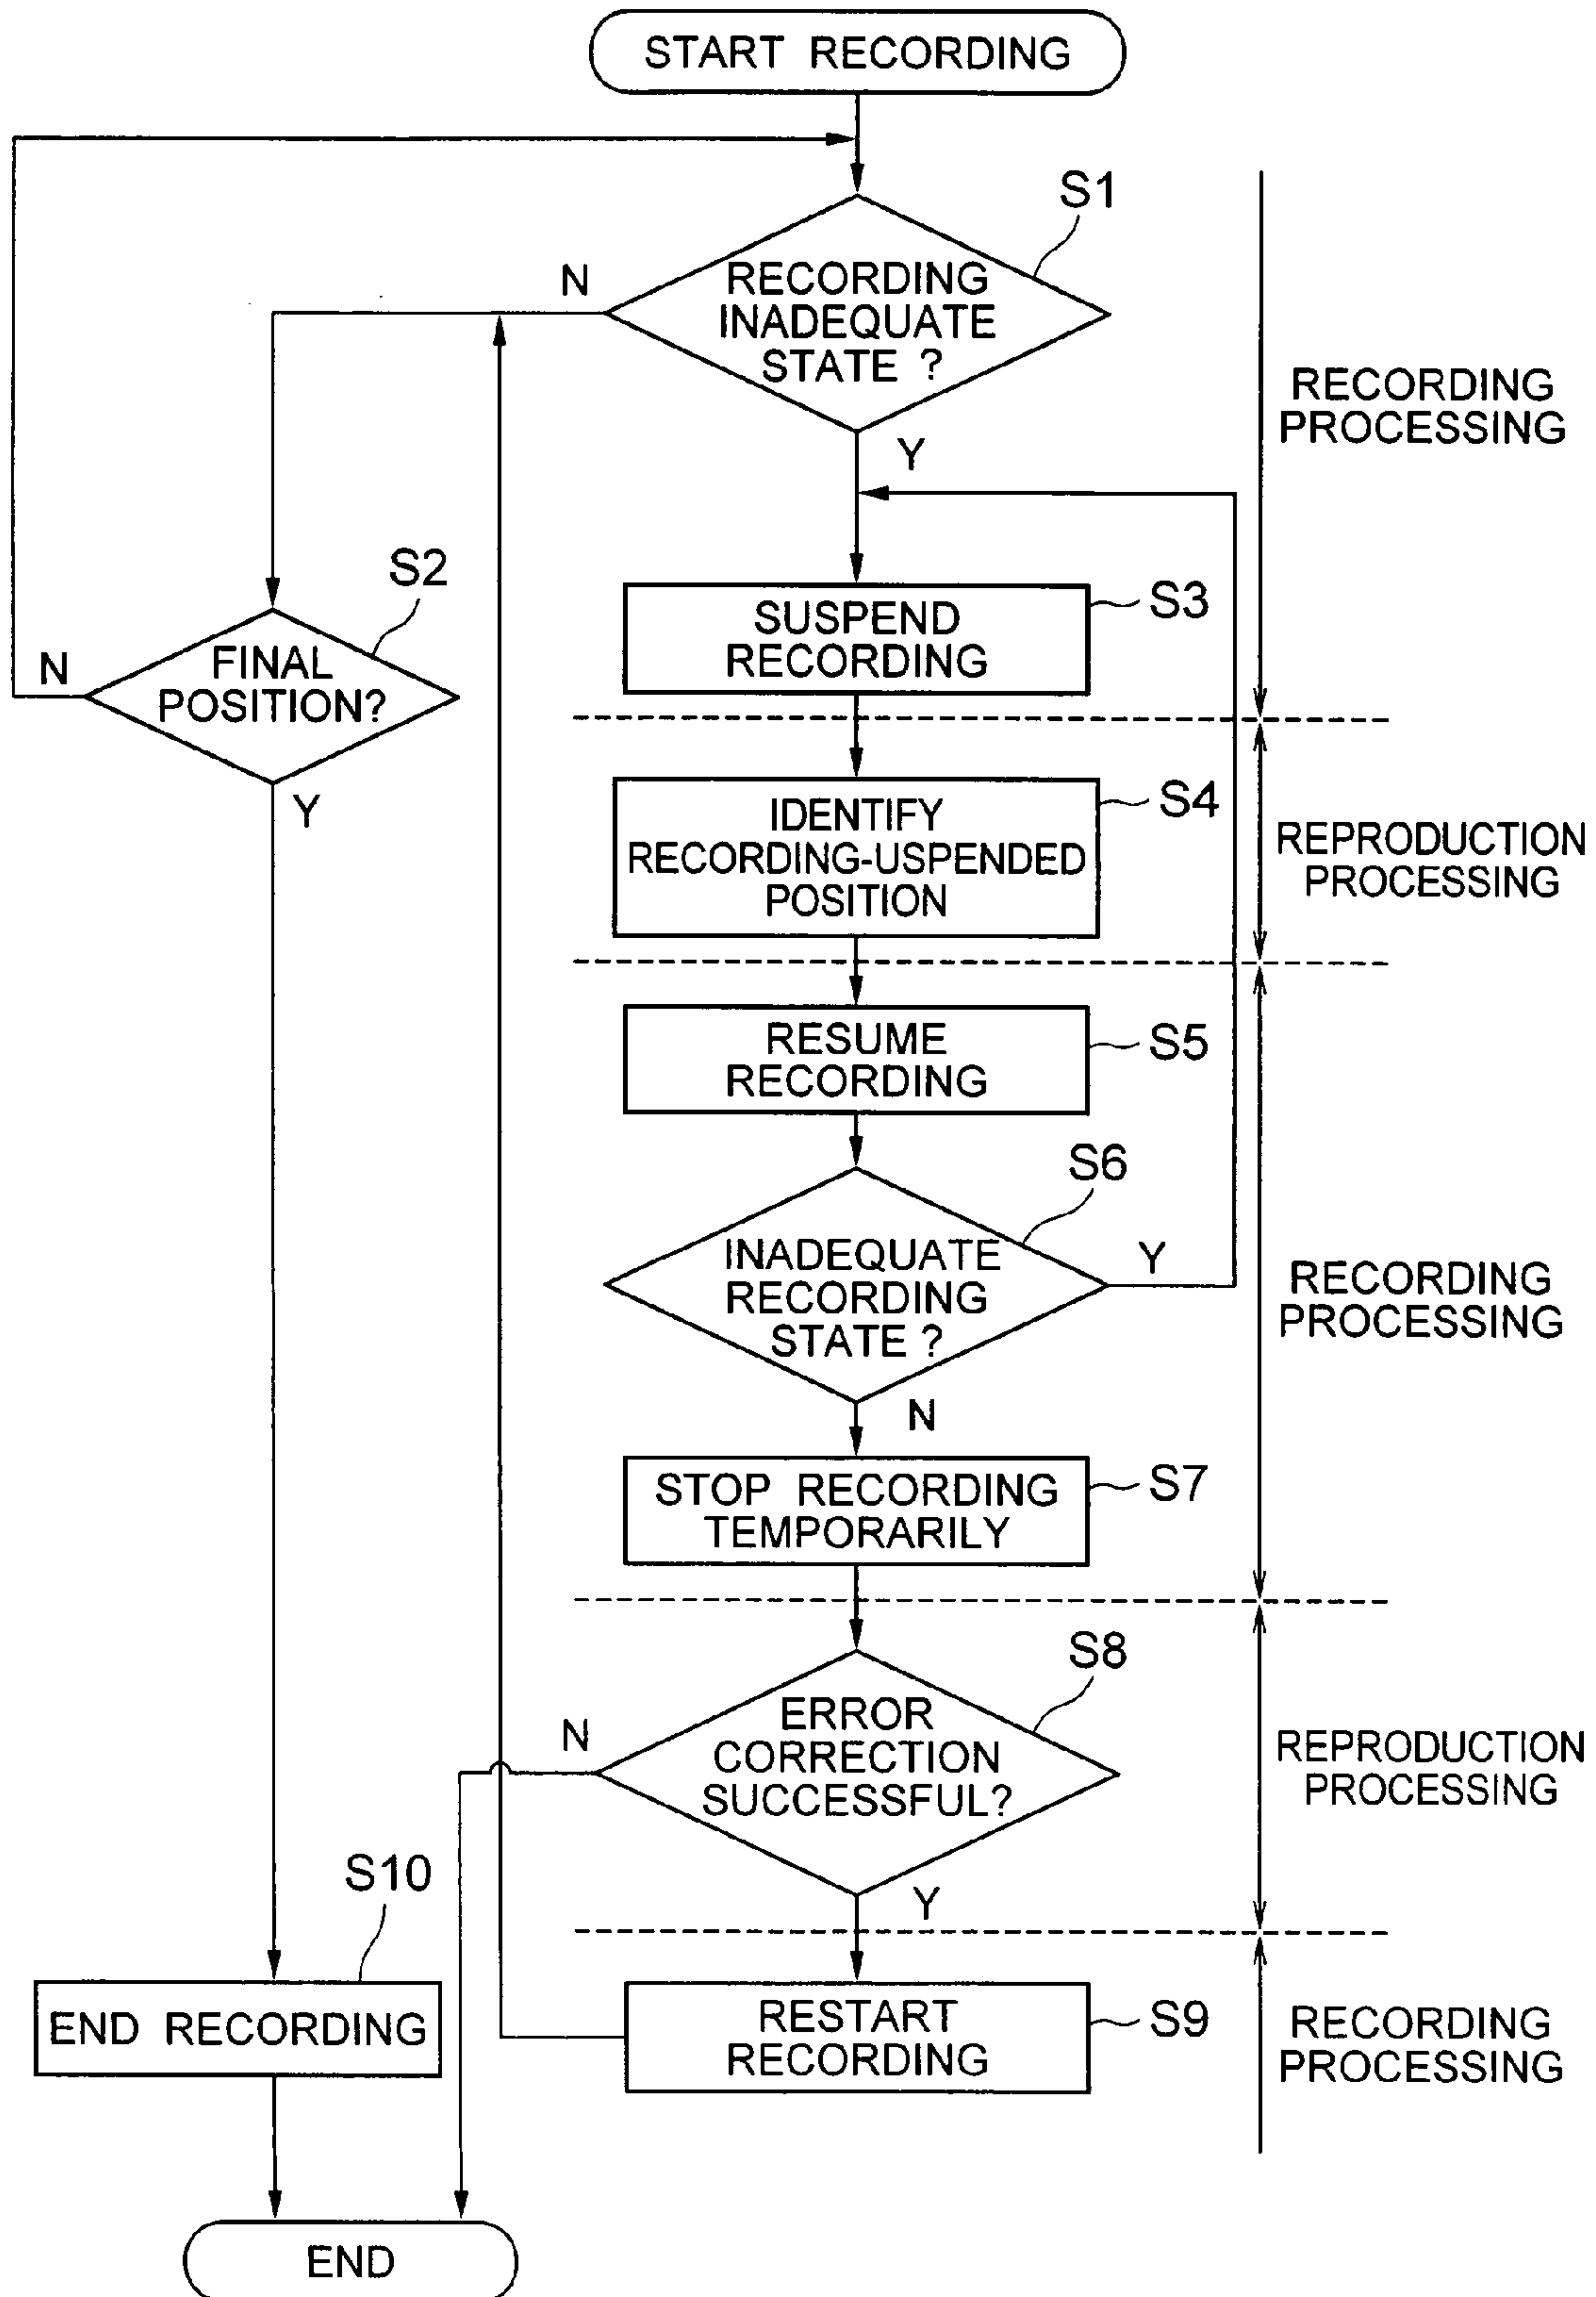 START RECORDING
S1
N
RECORDING
INADEQUATE
STATE ?
Y
RECORDING
PROCESSING
S2
N
FINAL
POSITION?
Y
SUSPEND
RECORDING
S3
IDENTIFY
RECORDING-USPENDED
POSITION
S4
REPRODUCTION
PROCESSING
RESUME
RECORDING
S5
S6
INADEQUATE
RECORDING
STATE ?
Y
N
RECORDING
PROCESSING
STOP RECORDING
TEMPORARILY
S7
S8
N
ERROR
CORRECTION
SUCCESSFUL?
Y
REPRODUCTION
PROCESSING
S10
END RECORDING
RESTART
RECORDING
S9
RECORDING
PROCESSING
END